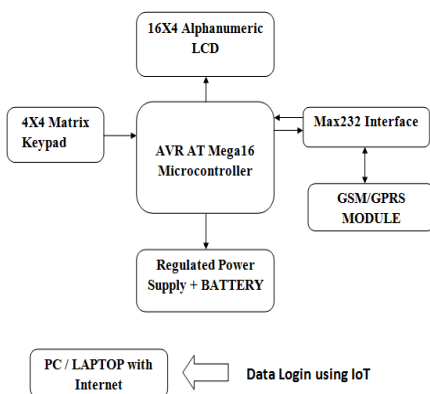 16X4 Alphanumeric
LCD
4X4 Matrix
Keypad
AVR AT Mega16
Microcontroller
Max232 Interface
GSM/GPRS
MODULE
Regulated Power
Supply + BATTERY
PC / LAPTOP with
Internet
Data Login using IoT